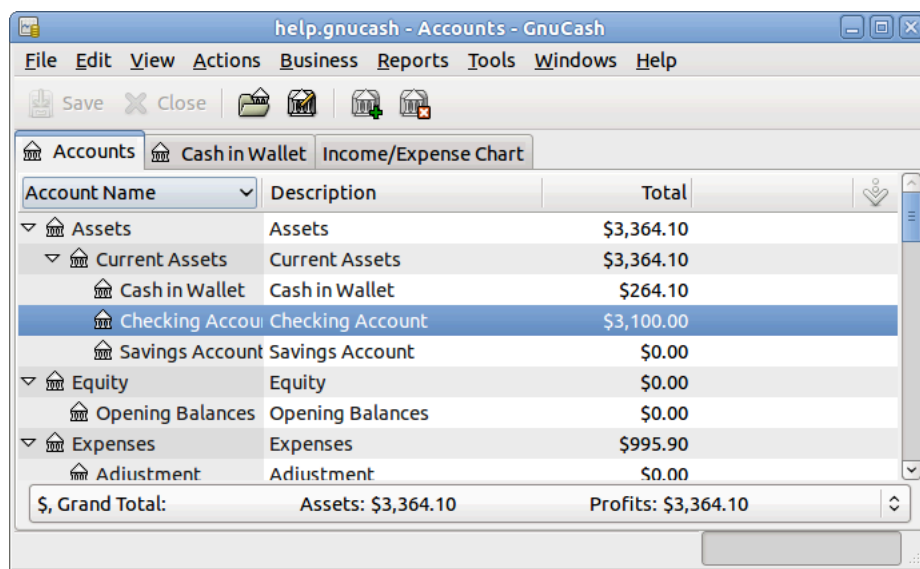 help.gnucash - Accounts - GnuCash
File Edit View Actions Business Reports Tools Windows Help
Save Close
Accounts Cash in Wallet Income/Expense Chart
Account Name Description Total
Assets Assets $3,364.10
Current Assets Current Assets $3,364.10
Cash in Wallet Cash in Wallet $264.10
Checking Accou Checking Account $3,100.00
Savings Account Savings Account $0.00
Equity Equity $0.00
Opening Balances Opening Balances $0.00
Expenses Expenses $995.90
Adjustment Adjustment $0.00
$, Grand Total: Assets: $3,364.10 Profits: $3,364.10